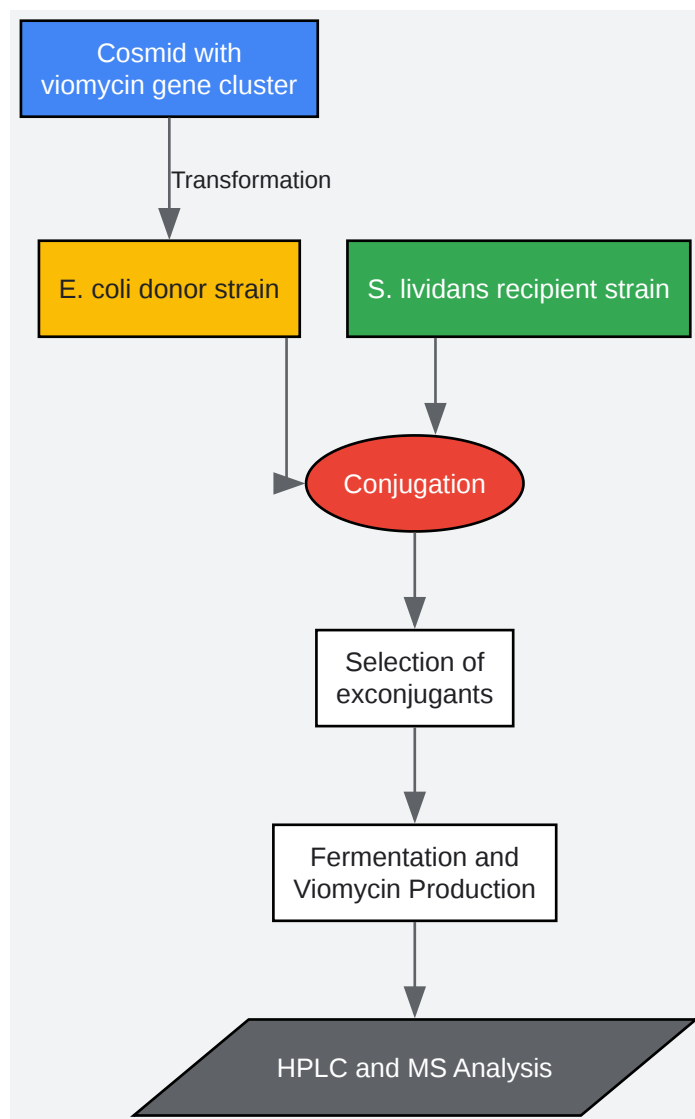 Cosmid with
viomycin gene cluster
Transformation
E. coli donor strain
S. lividans recipient strain
Conjugation
Selection of
exconjugants
Fermentation and
Viomycin Production
HPLC and MS Analysis